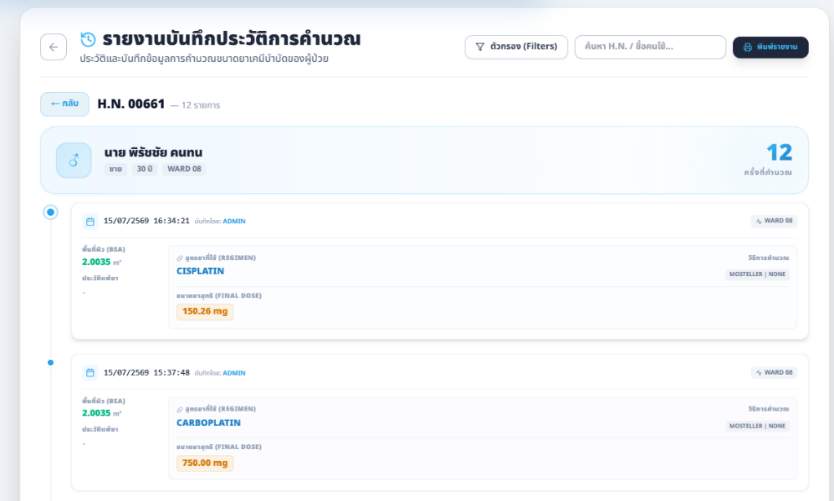 รายงานบันทึกประวัติการคำนวณ
ประวัติและบันทึกข้อมูลการคำนวณขนาดยาเคมีบำบัดของผู้ป่วย
ตัวกรอง (Filters)
ค้นหา H.N. / ชื่อคนไข้...
พิมพ์รายงาน
← กลับ
H.N. 00661 — 12 รายการ
นาย พิรัชชัย คนทน
ชาย 30 ปี WARD 08
12
ครั้งที่คำนวณ
15/07/2569 16:34:21 บันทึกโดย: ADMIN
WARD 08
พื้นที่ผิว (BSA)
2.0035 m²
ประวัติแพ้ยา
-
สูตรยาที่ใช้ (REGIMEN)
CISPLATIN
วิธีการคำนวณ
MOSTELLER | NONE
ขนาดยาสุทธิ (FINAL DOSE)
150.26 mg
15/07/2569 15:37:48 บันทึกโดย: ADMIN
WARD 08
พื้นที่ผิว (BSA)
2.0035 m²
ประวัติแพ้ยา
-
สูตรยาที่ใช้ (REGIMEN)
CARBOPLATIN
วิธีการคำนวณ
MOSTELLER | NONE
ขนาดยาสุทธิ (FINAL DOSE)
750.00 mg